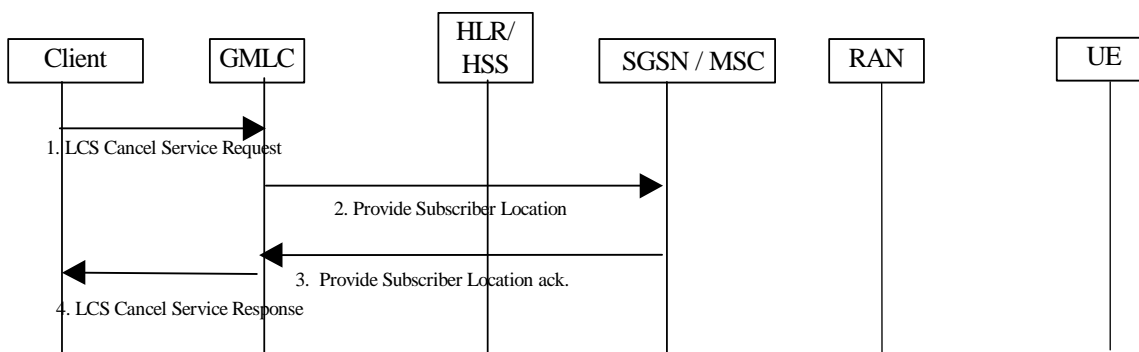 Client
GMLC
HLR/
HSS
SGSN / MSC
RAN
UE
1. LCS Cancel Service Request
2. Provide Subscriber Location
3. Provide Subscriber Location ack.
4. LCS Cancel Service Response